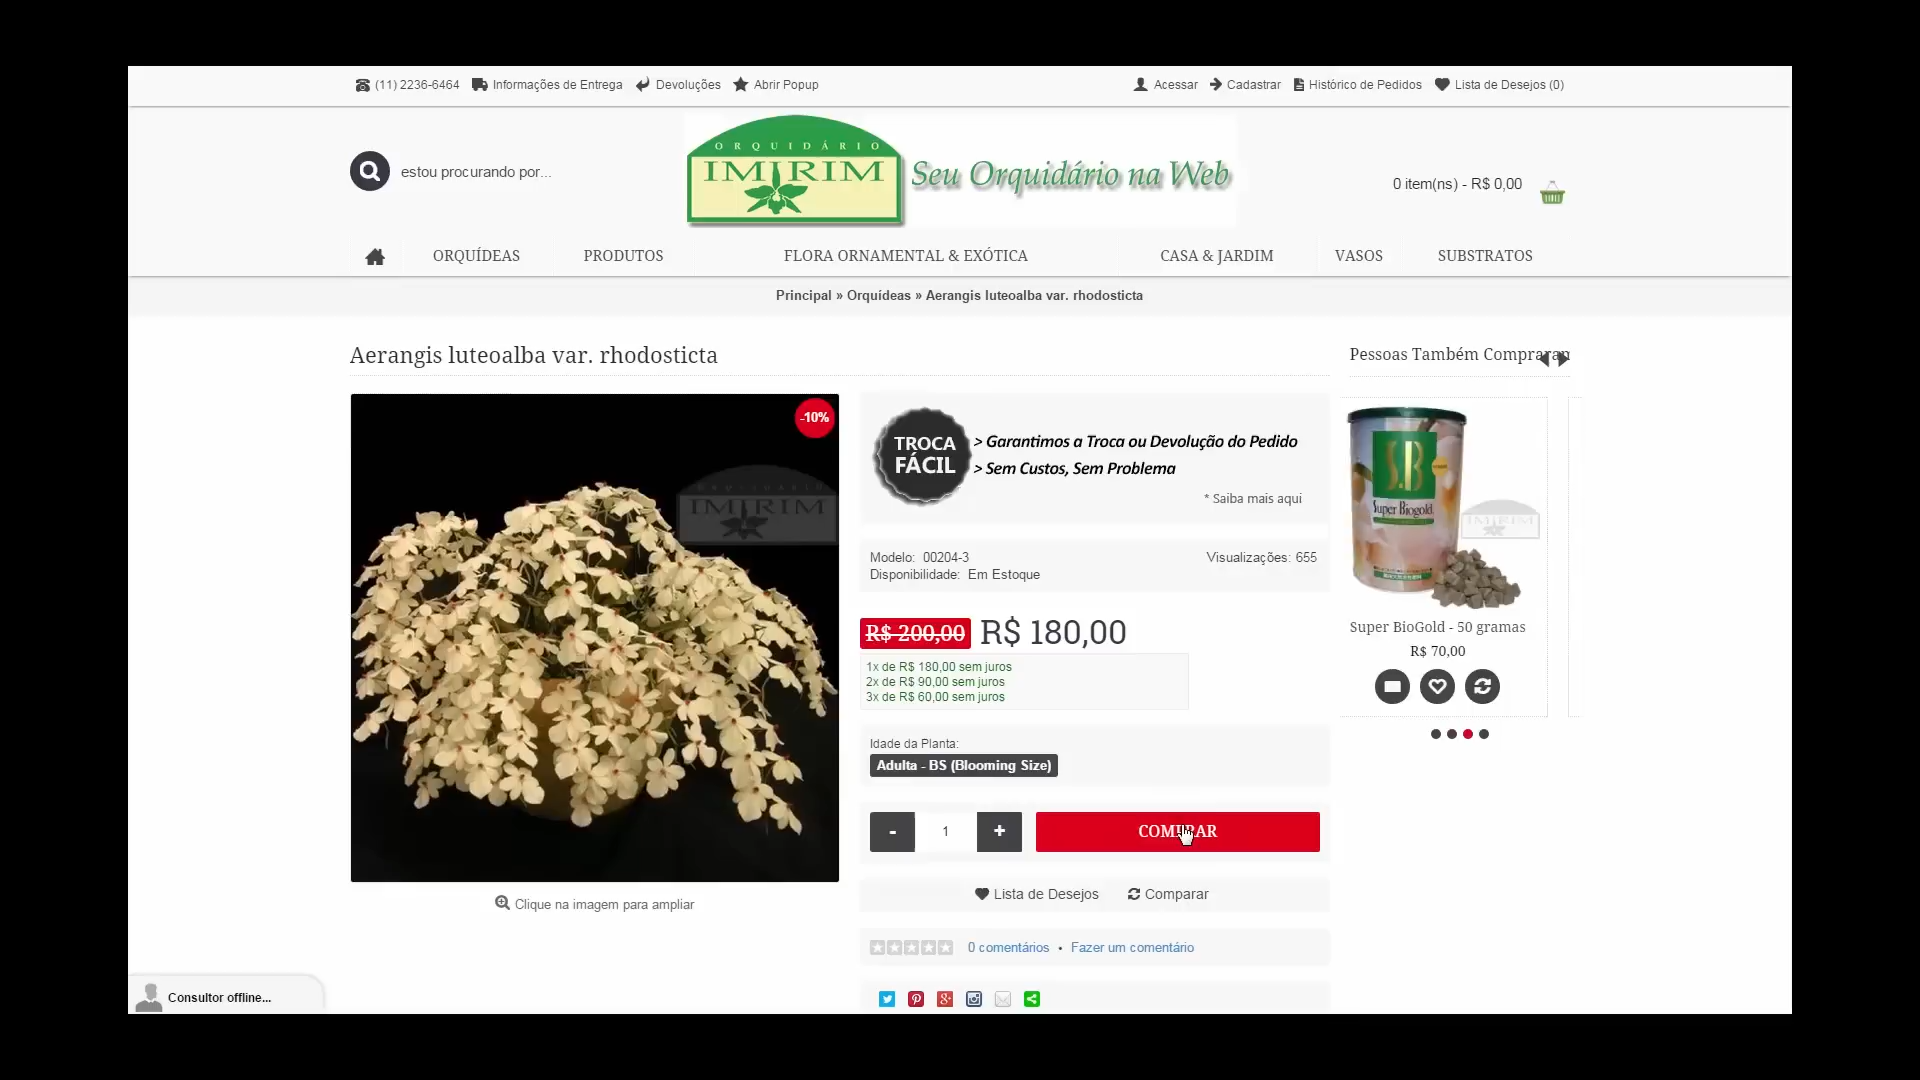 (11) 2236-6464 Informações de Entrega Devoluções Abrir Popup
Acessar Cadastrar Histórico de Pedidos Lista de Desejos (0)
estou procurando por...
ORQUIDÁRIO
IMIRIM
Seu Orquidário na Web
0 item(ns) - R$ 0,00
ORQUÍDEAS PRODUTOS FLORA ORNAMENTAL & EXÓTICA CASA & JARDIM VASOS SUBSTRATOS
Principal » Orquídeas » Aerangis luteoalba var. rhodosticta
Aerangis luteoalba var. rhodosticta
-10%
ORQUIDÁRIO
IMIRIM
Clique na imagem para ampliar
TROCA
FÁCIL
> Garantimos a Troca ou Devolução do Pedido
> Sem Custos, Sem Problema
* Saiba mais aqui
Modelo: 00204-3
Visualizações: 655
Disponibilidade: Em Estoque
R$ 200,00 R$ 180,00
1x de R$ 180,00 sem juros
2x de R$ 90,00 sem juros
3x de R$ 60,00 sem juros
Idade da Planta:
Adulta - BS (Blooming Size)
- 1 + COMPRAR
Lista de Desejos Comparar
0 comentários • Fazer um comentário
Pessoas Também Compraram
S.B
Super Biogold
IMIRIM
Super BioGold - 50 gramas
R$ 70,00
Consultor offline...